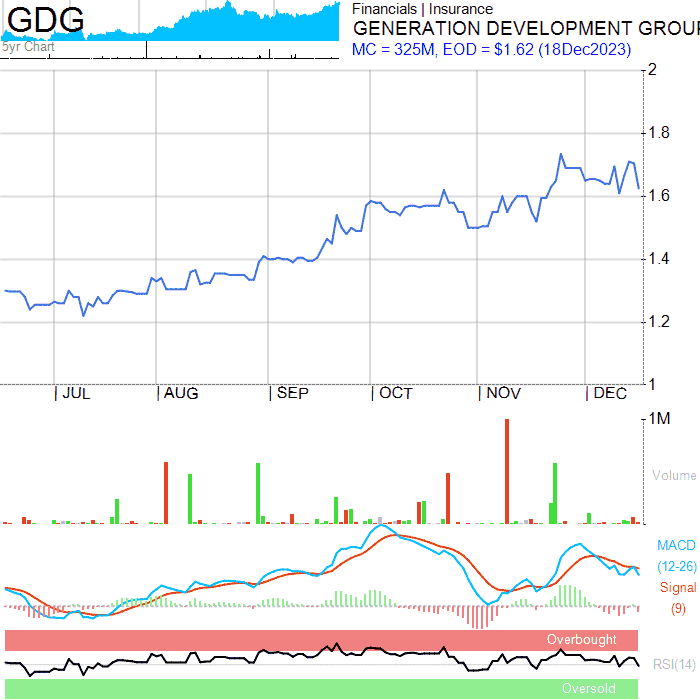 GDG
5yr Chart
Financials | Insurance
GENERATION DEVELOPMENT GROUP
MC = 325M, EOD = $1.62 (18Dec2023)
2
1.8
1.6
1.4
1.2
1
JUL
AUG
SEP
OCT
NOV
DEC
1M
Volume
MACD
(12-26)
Signal
(9)
Overbought
RSI(14)
Oversold